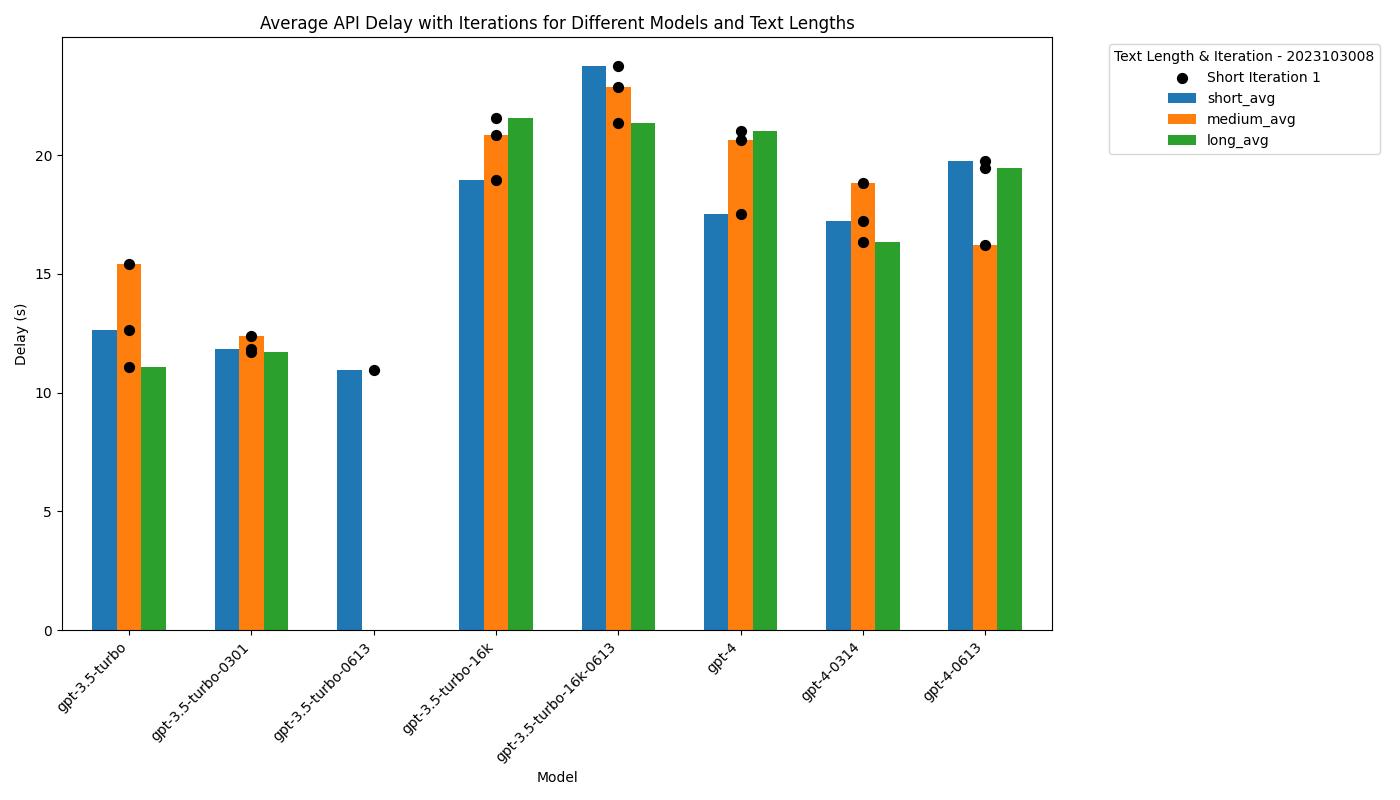 Average API Delay with Iterations for Different Models and Text Lengths
Text Length & Iteration - 2023103008
Short Iteration 1
short_avg
medium_avg
long_avg
Delay (s)
20
15
10
5
0
gpt-3.5-turbo
gpt-3.5-turbo-0301
gpt-3.5-turbo-0613
gpt-3.5-turbo-16k
gpt-3.5-turbo-16k-0613
gpt-4
gpt-4-0314
gpt-4-0613
Model